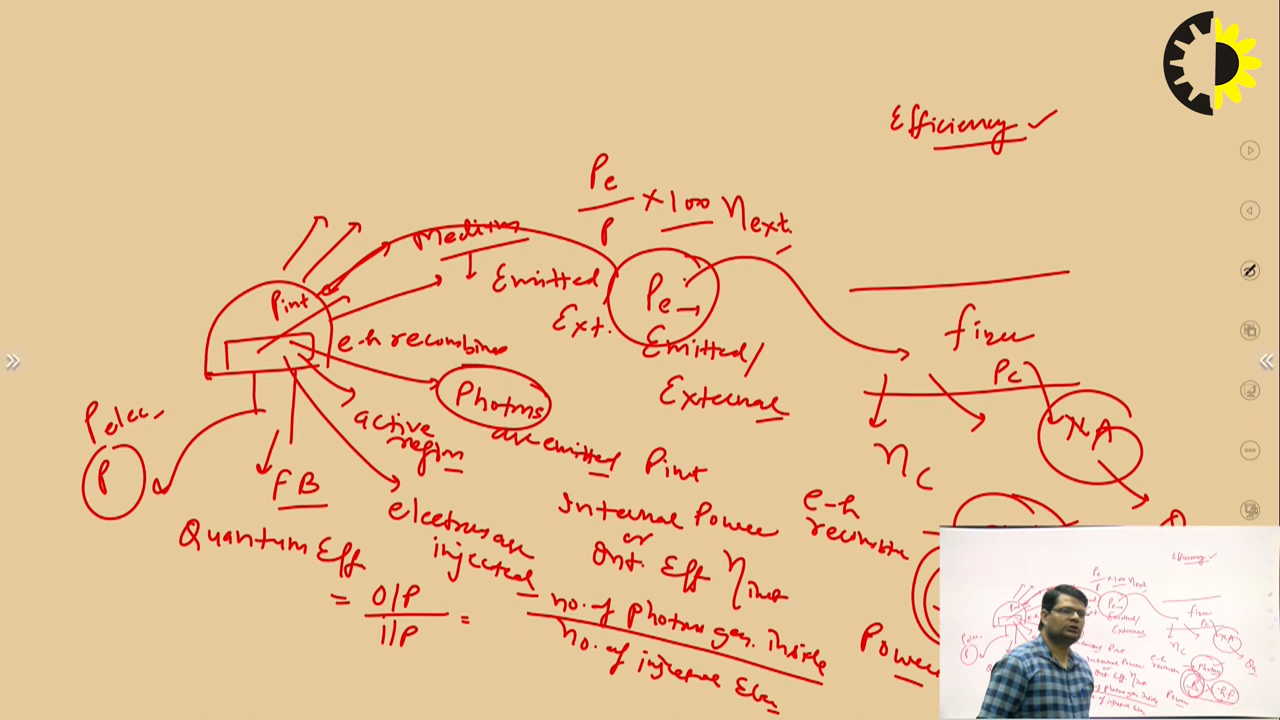 Efficiency ✓
Pe
P
× 100 ηext.
Medium
Emitted
Ext.
Pint
Pe
Emitted/
External
fiber
Pc
N.A
ηc
e-h recombine
Photons
are emitted
active
region
Pelec.
P
FB
electrons are
injected
Pint
Internal Power
or
Int. Eff ηint
e-h
recombine
Quantum Eff
= O/P
I/P
= no. of photons gen. inside
no. of injected Elec
Power